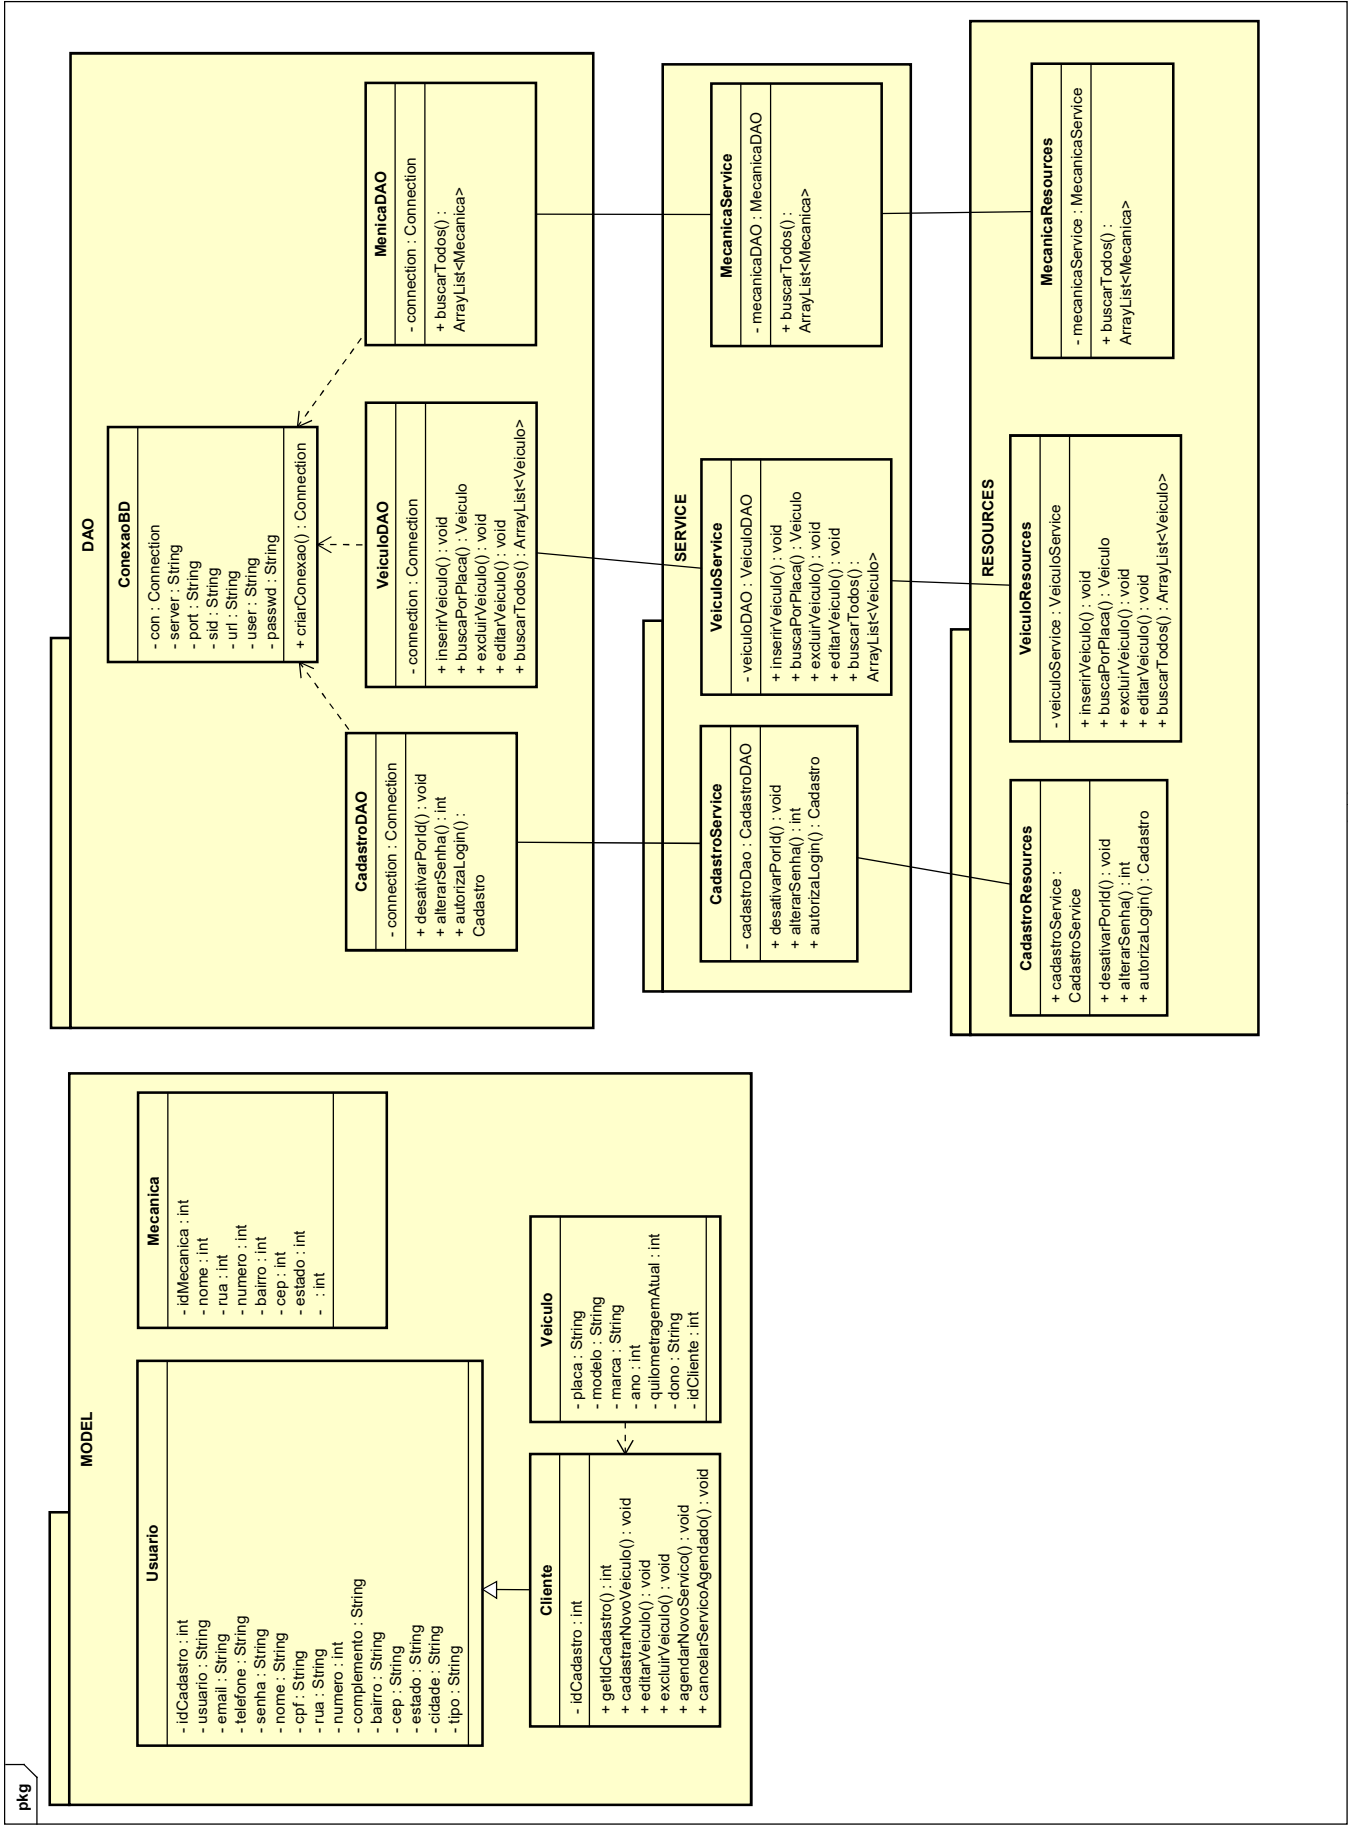 pkg
MODEL
Usuario
- idCadastro : int
- usuario : String
- email : String
- telefone : String
- senha : String
- nome : String
- cpf : String
- rua : String
- numero : int
- complemento : String
- bairro : String
- cep : String
- estado : String
- cidade : String
- tipo : String
Mecanica
- idMecanica : int
- nome : int
- rua : int
- numero : int
- bairro : int
- cep : int
- estado : int
- : int
Cliente
- idCadastro : int
+ getIdCadastro() : int
+ cadastrarNovoVeiculo() : void
+ editarVeiculo() : void
+ excluirVeiculo() : void
+ agendarNovoServico() : void
+ cancelarServicoAgendado() : void
Veiculo
- placa : String
- modelo : String
- marca : String
- ano : int
- quilometragemAtual : int
- dono : String
- idCliente : int
DAO
ConexaoBD
- con : Connection
- server : String
- port : String
- sid : String
- url : String
- user : String
- passwd : String
+ criarConexao() : Connection
CadastroDAO
- connection : Connection
+ desativarPorId() : void
+ alterarSenha() : int
+ autorizaLogin() :
Cadastro
VeiculoDAO
- connection : Connection
+ inserirVeiculo() : void
+ buscaPorPlaca() : Veiculo
+ excluirVeiculo() : void
+ editarVeiculo() : void
+ buscarTodos() : ArrayList<Veiculo>
MenicaDAO
- connection : Connection
+ buscarTodos() :
ArrayList<Mecanica>
SERVICE
CadastroService
- cadastroDao : CadastroDAO
+ desativarPorId() : void
+ alterarSenha() : int
+ autorizaLogin() : Cadastro
VeiculoService
- veiculoDAO : VeiculoDAO
+ inserirVeiculo() : void
+ buscaPorPlaca() : Veiculo
+ excluirVeiculo() : void
+ editarVeiculo() : void
+ buscarTodos() :
ArrayList<Veiculo>
MecanicaService
- mecanicaDAO : MecanicaDAO
+ buscarTodos() :
ArrayList<Mecanica>
RESOURCES
CadastroResources
+ cadastroService :
CadastroService
+ desativarPorId() : void
+ alterarSenha() : int
+ autorizaLogin() : Cadastro
VeiculoResources
- veiculoService : VeiculoService
+ inserirVeiculo() : void
+ buscaPorPlaca() : Veiculo
+ excluirVeiculo() : void
+ editarVeiculo() : void
+ buscarTodos() : ArrayList<Veiculo>
MecanicaResources
- mecanicaService : MecanicaService
+ buscarTodos() :
ArrayList<Mecanica>